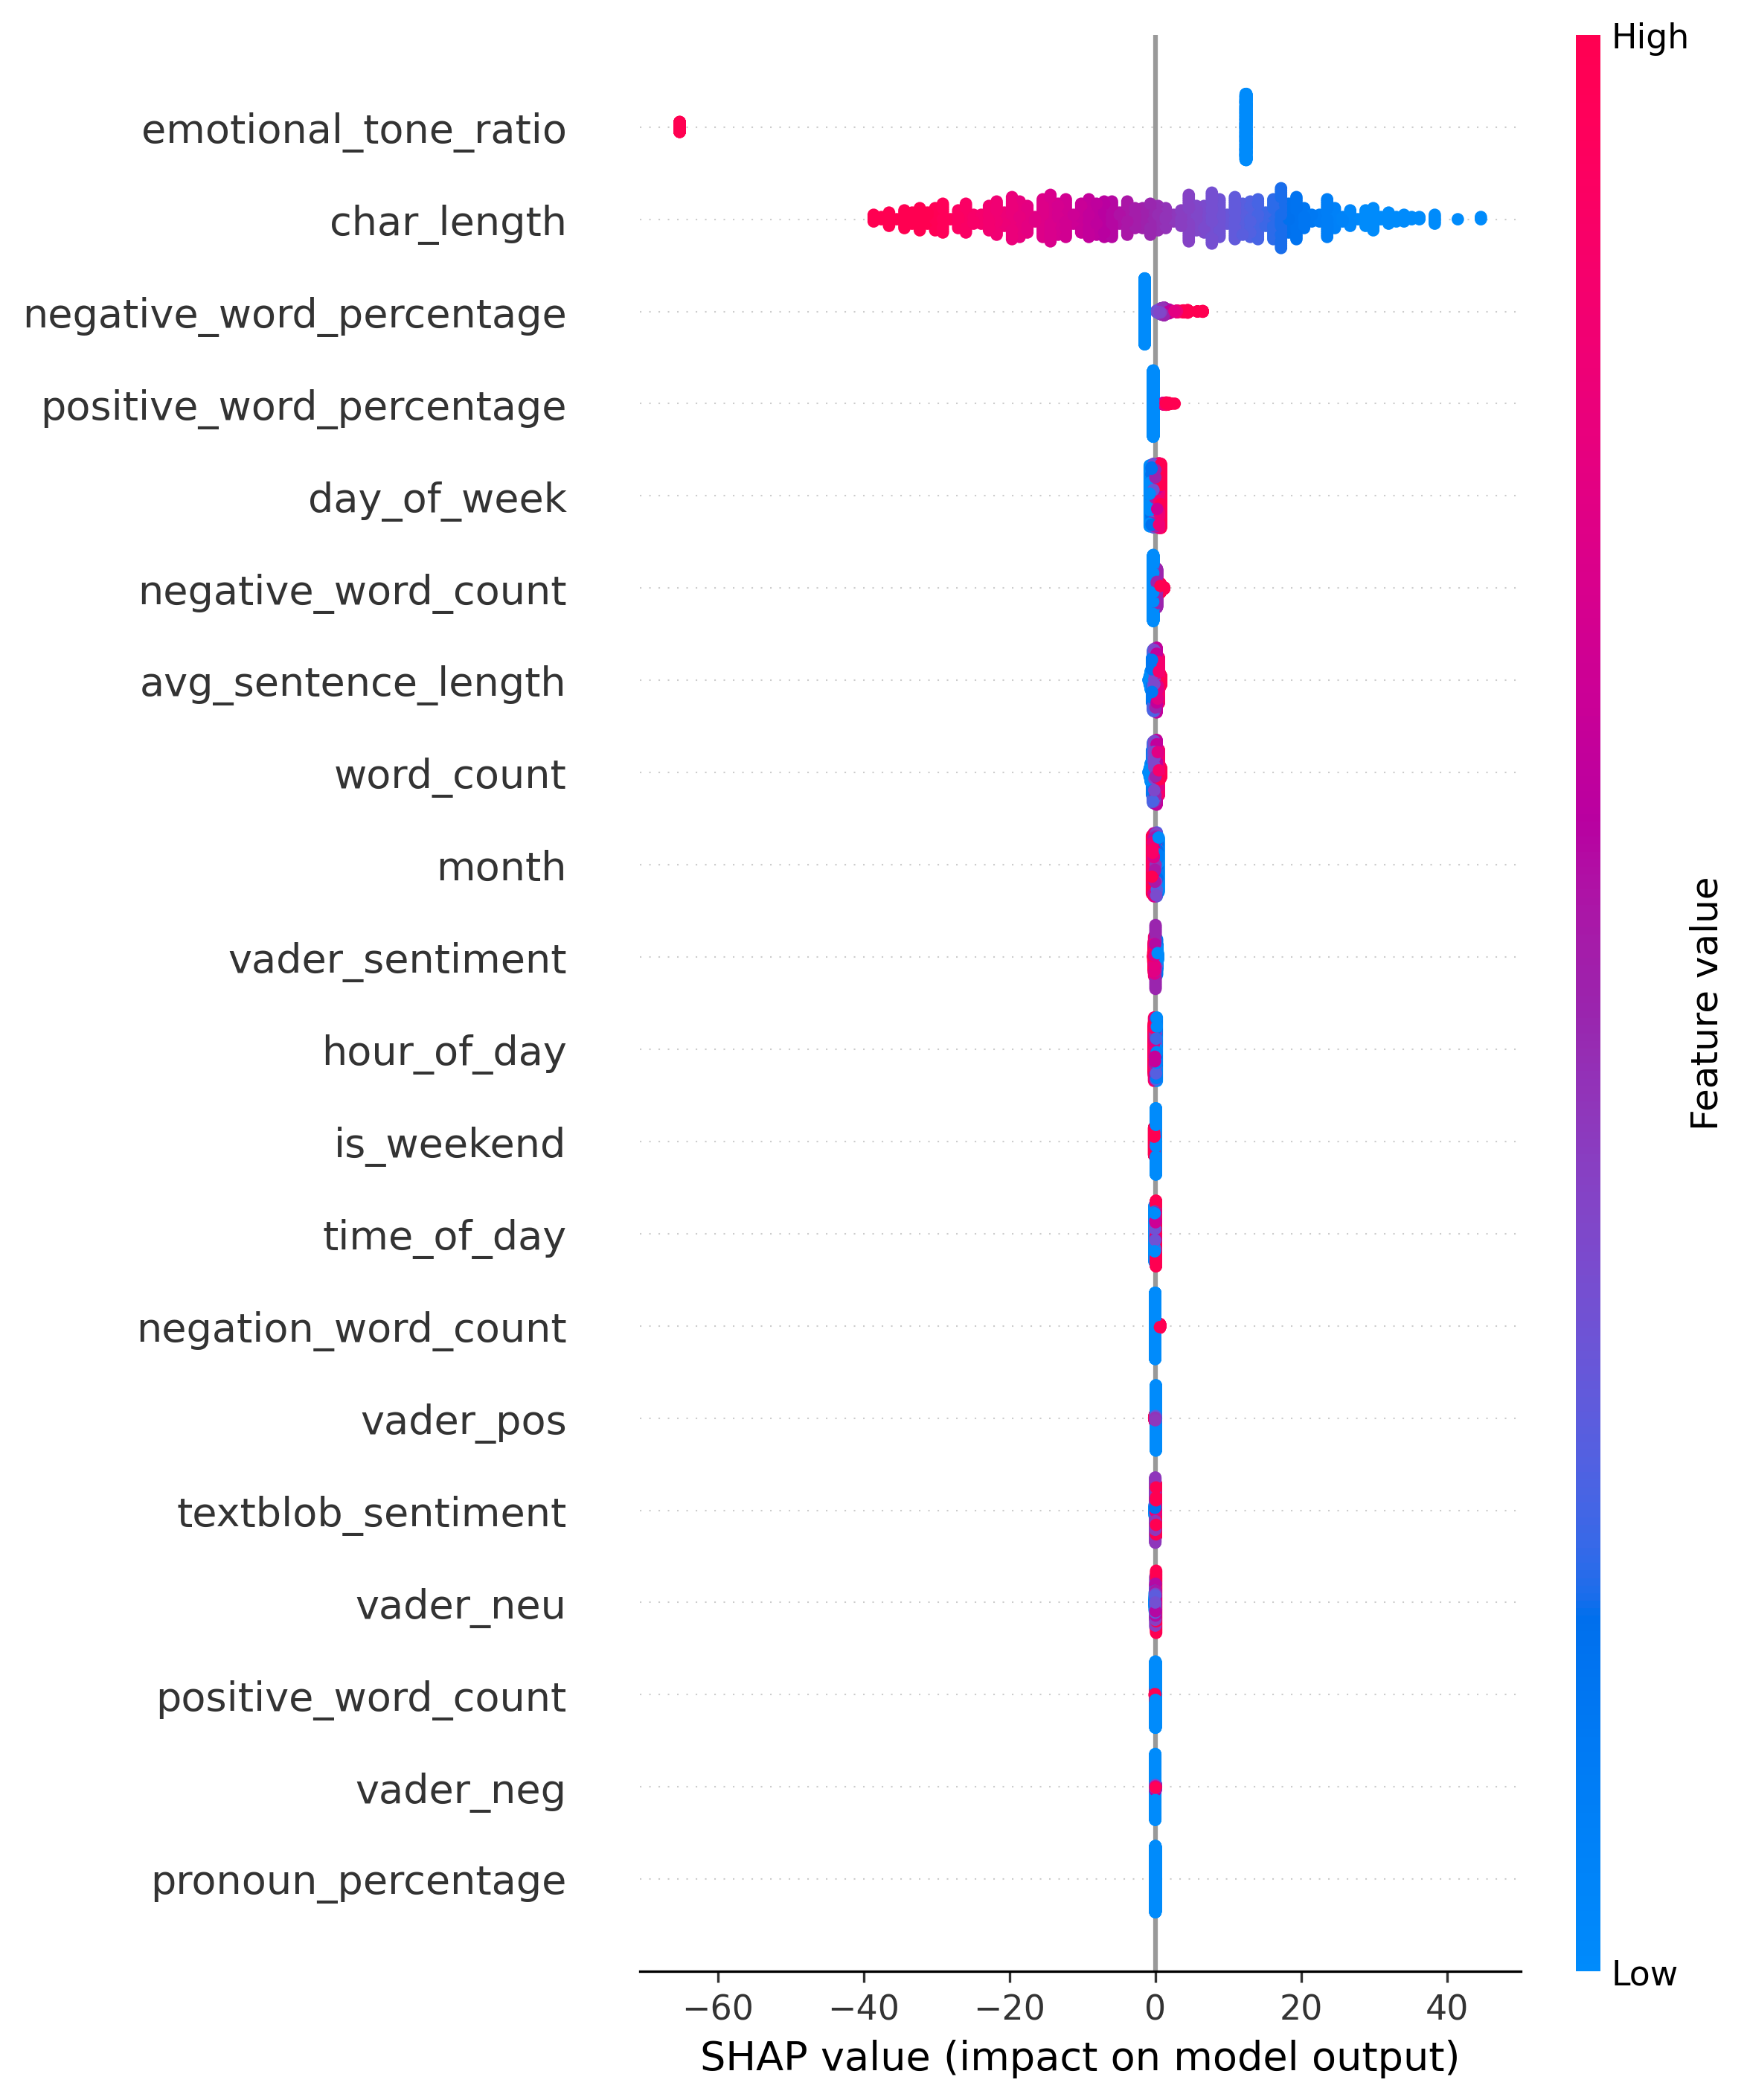 High
emotional_tone_ratio
char_length
negative_word_percentage
positive_word_percentage
day_of_week
negative_word_count
avg_sentence_length
word_count
month
vader_sentiment
hour_of_day
is_weekend
time_of_day
negation_word_count
vader_pos
textblob_sentiment
vader_neu
positive_word_count
vader_neg
pronoun_percentage
Feature value
Low
−60 −40 −20 0 20 40
SHAP value (impact on model output)